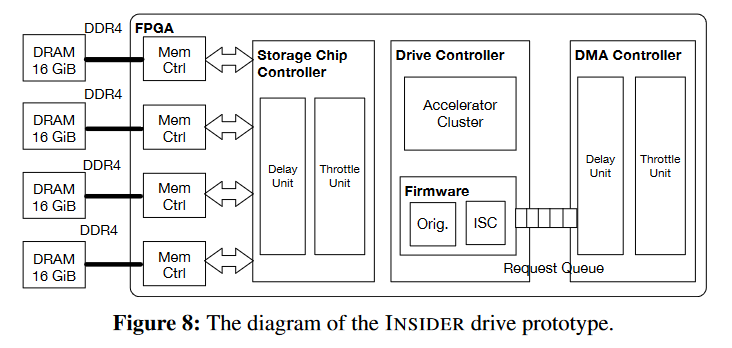 DDR4
FPGA
DRAM
16 GiB
Mem
Ctrl
DDR4
DRAM
16 GiB
Mem
Ctrl
DDR4
DRAM
16 GiB
Mem
Ctrl
DDR4
DRAM
16 GiB
Mem
Ctrl
Storage Chip
Controller
Delay
Unit
Throttle
Unit
Drive Controller
Accelerator
Cluster
Firmware
Orig.
ISC
Request Queue
DMA Controller
Delay
Unit
Throttle
Unit
Figure 8: The diagram of the INSIDER drive prototype.